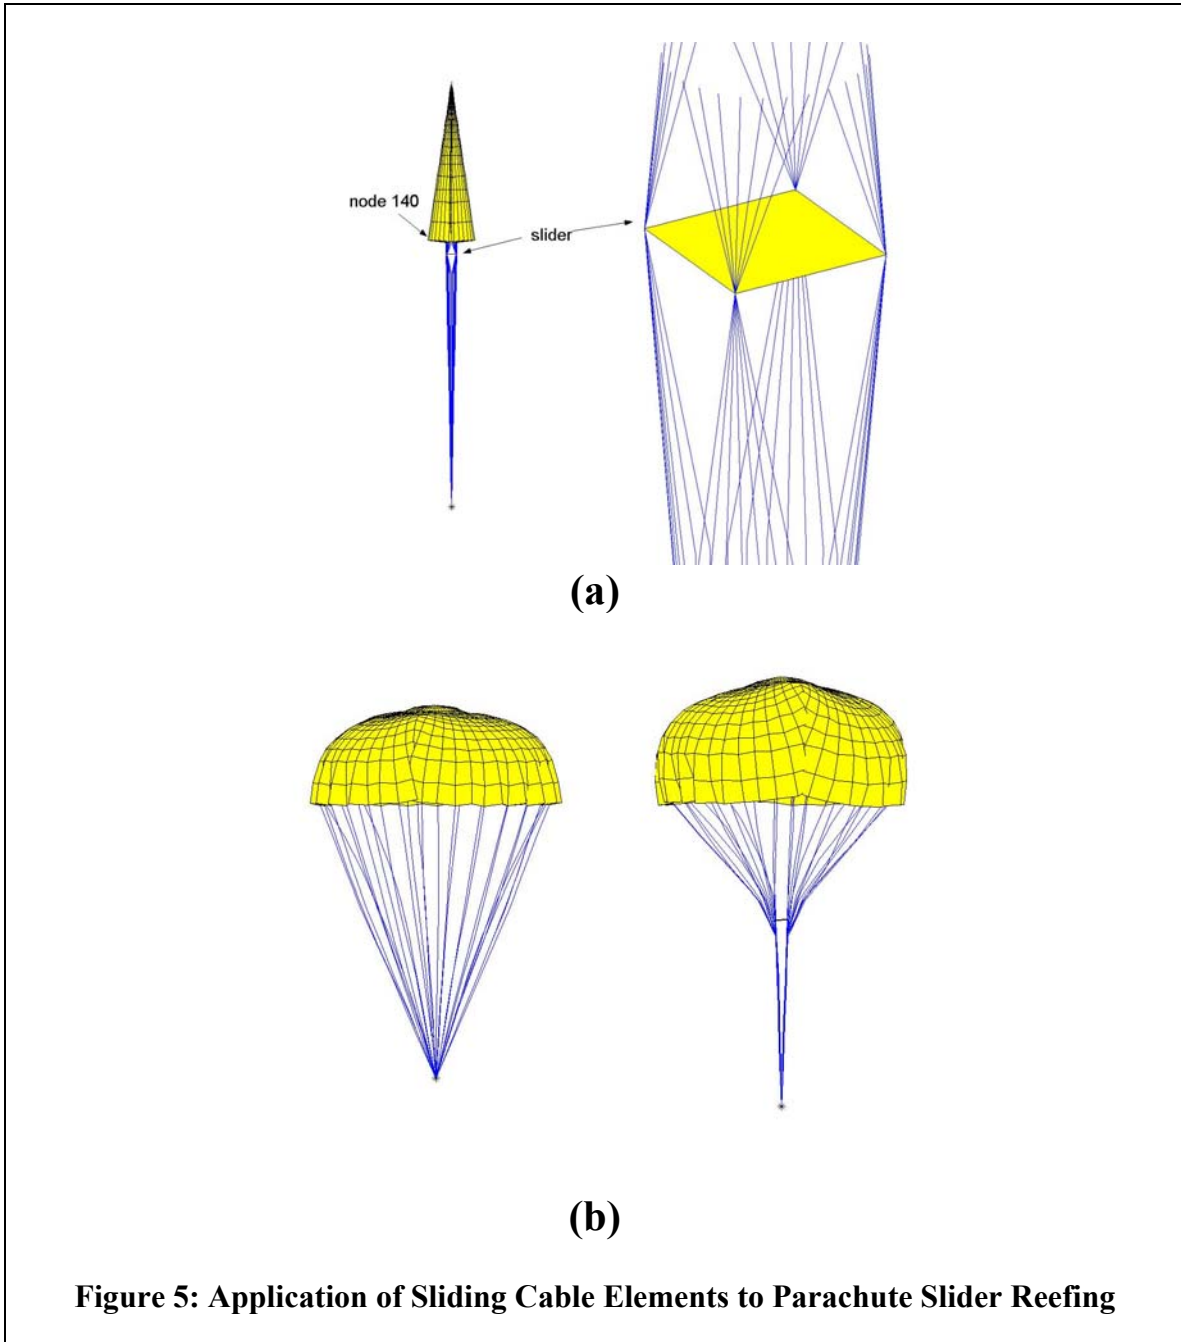 node 140
slider
(a)
(b)
Figure 5: Application of Sliding Cable Elements to Parachute Slider Reefing